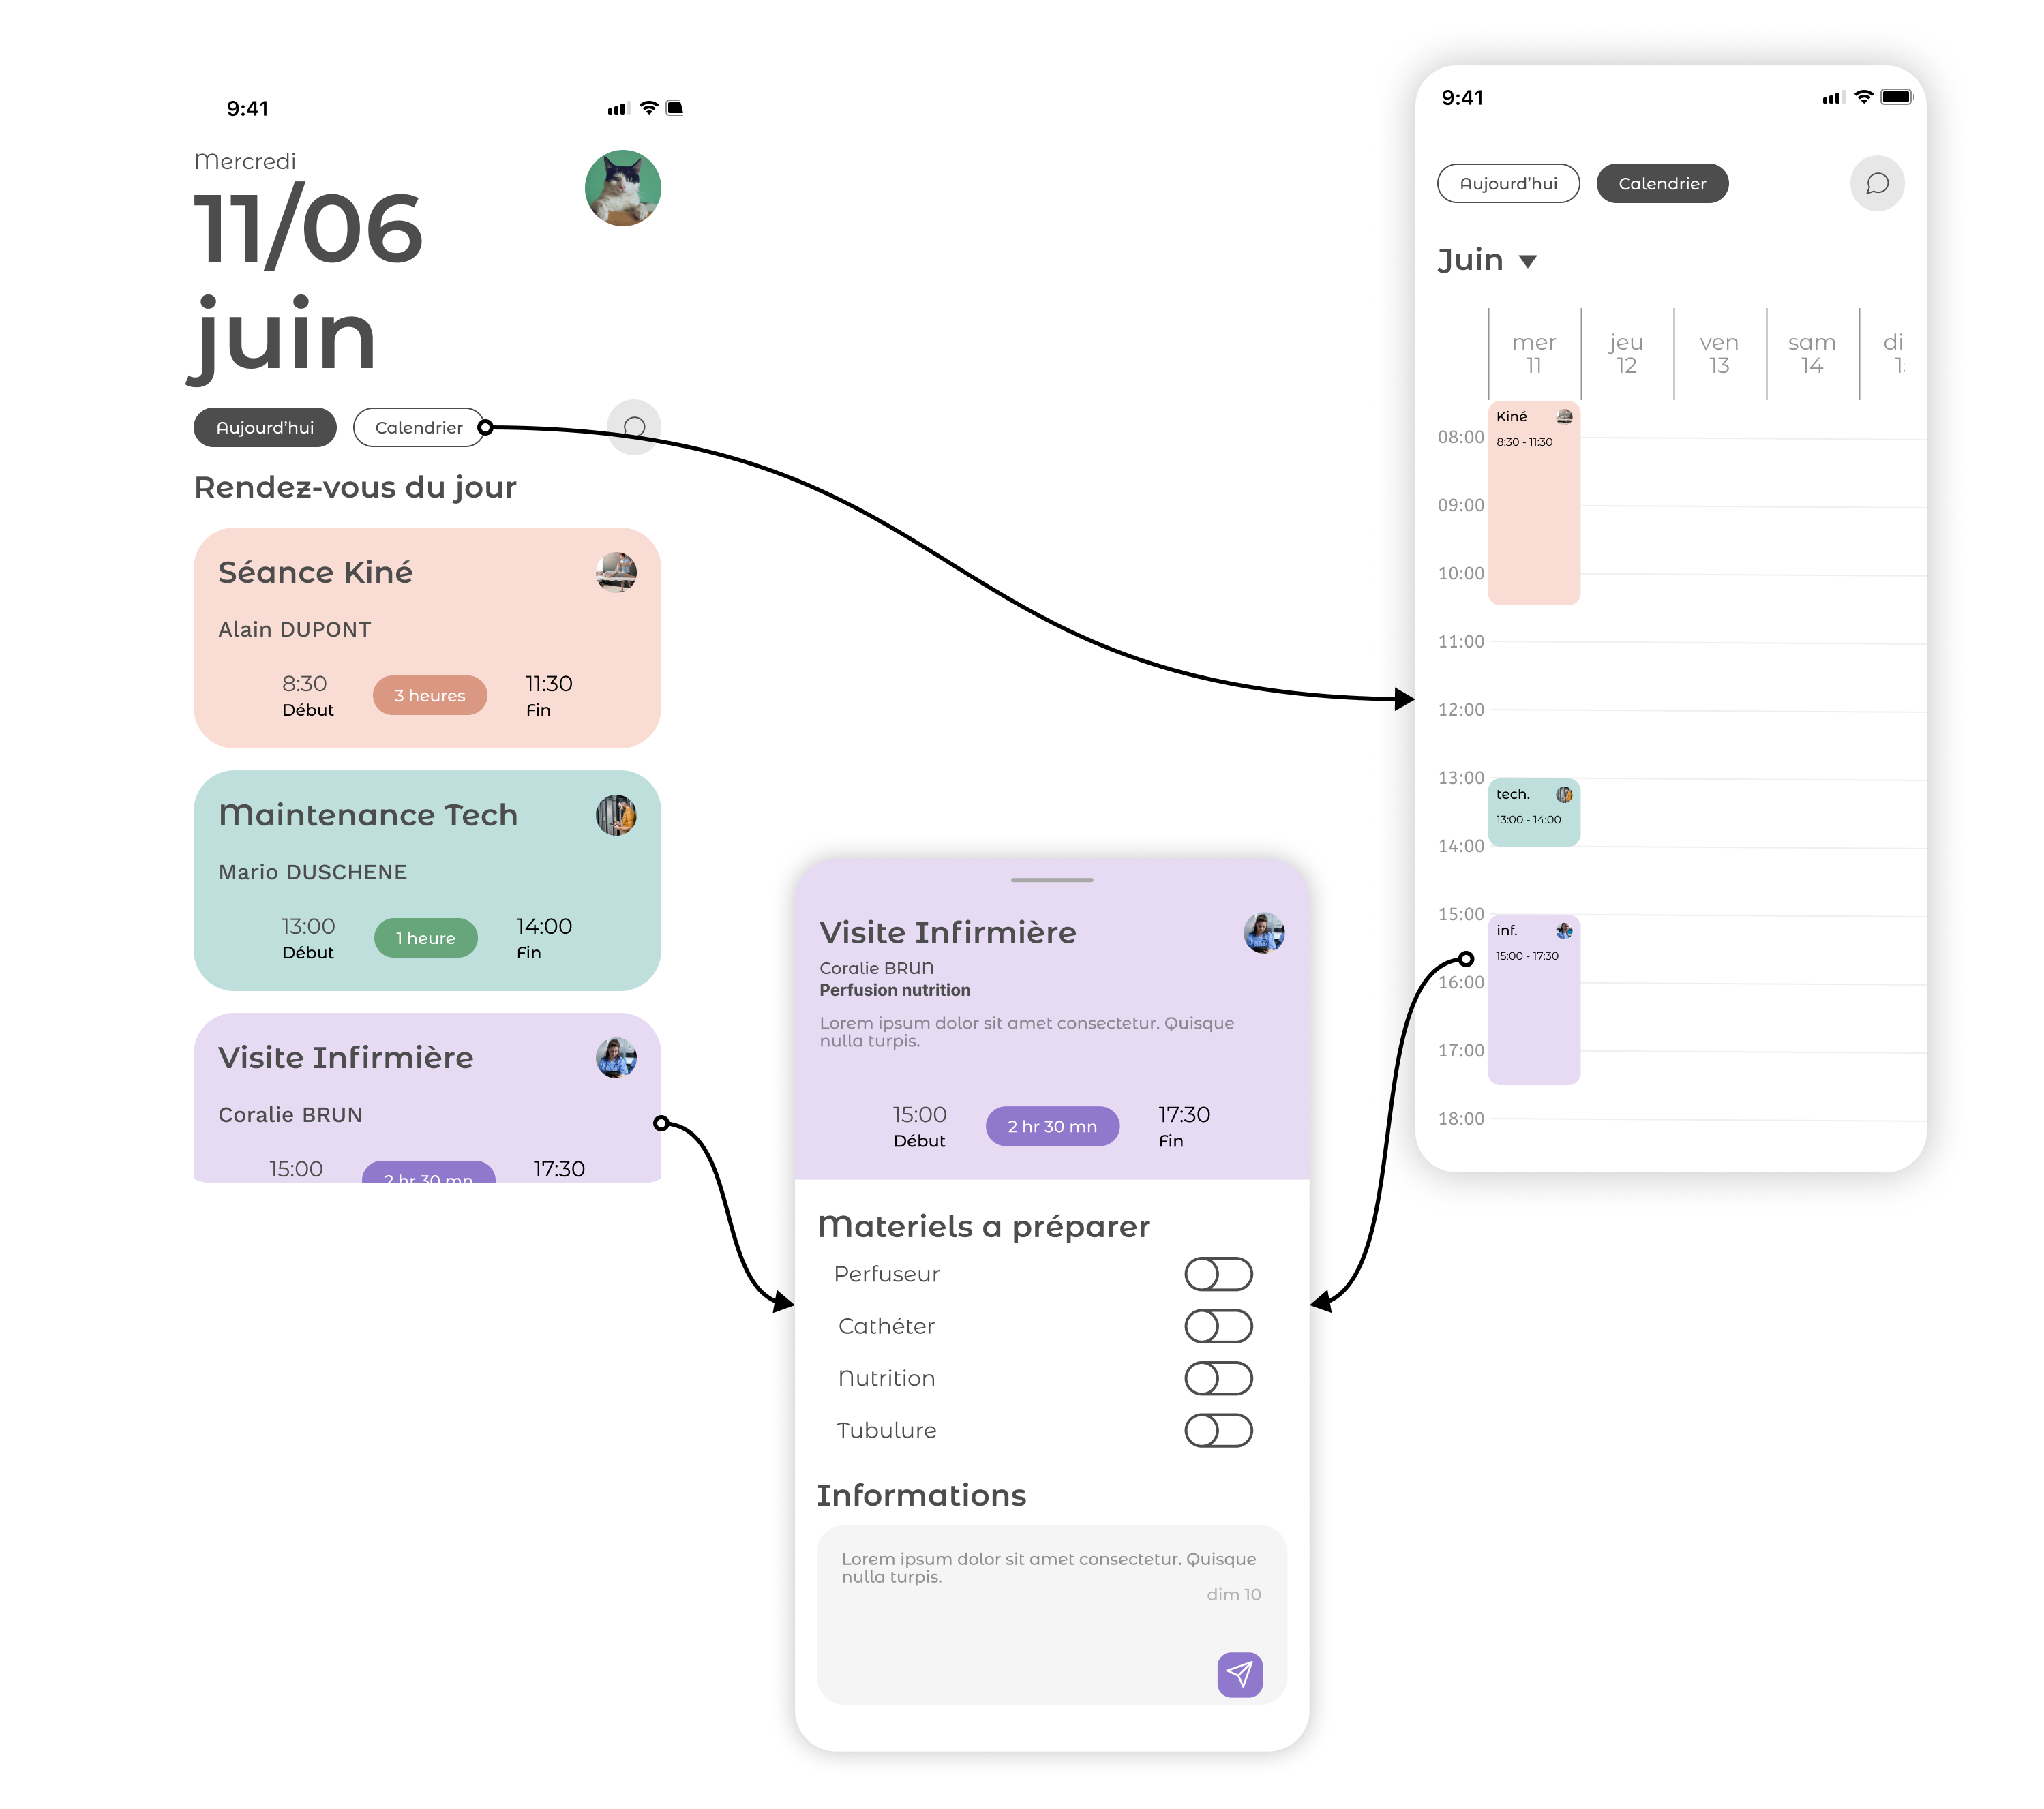 9:41
Mercredi
11/06
juin
Aujourd'hui
Calendrier
Rendez-vous du jour
Séance Kiné
Alain DUPONT
8:30
3 heures
11:30
Début
Fin
Maintenance Tech
Mario DUSCHENE
13:00
1 heure
14:00
Début
Fin
Visite Infirmière
Coralie BRUN
15:00
2 hr 30 mn
17:30
Visite Infirmière
Coralie BRUN
Perfusion nutrition
Lorem ipsum dolor sit amet consectetur. Quisque
nulla turpis.
15:00
2 hr 30 mn
17:30
Début
Fin
Materiels a préparer
Perfuseur
Cathéter
Nutrition
Tubulure
Informations
Lorem ipsum dolor sit amet consectetur. Quisque
nulla turpis.
dim 10
9:41
Aujourd'hui
Calendrier
Juin
mer
11
jeu
12
ven
13
sam
14
di
1
Kiné
8:30 - 11:30
08:00
09:00
10:00
11:00
12:00
13:00
tech.
13:00 - 14:00
14:00
15:00
inf.
15:00 - 17:30
16:00
17:00
18:00